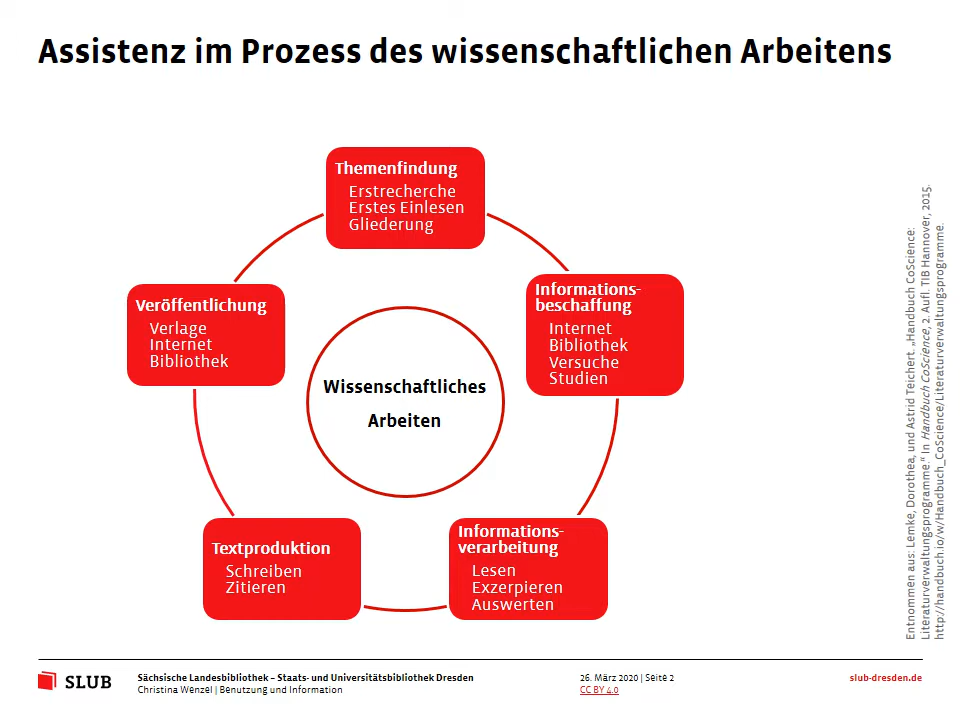 Assistenz im Prozess des wissenschaftlichen Arbeitens
Themenfindung
Erstrecherche
Erstes Einlesen
Gliederung
Informations-
beschaffung
Internet
Bibliothek
Versuche
Studien
Informations-
verarbeitung
Lesen
Exzerpieren
Auswerten
Textproduktion
Schreiben
Zitieren
Veröffentlichung
Verlage
Internet
Bibliothek
Wissenschaftliches
Arbeiten
Entnommen aus: Lemke, Dorothea, und Astrid Teichert. „Handbuch CoScience:
Literaturverwaltungsprogramme.“ In Handbuch CoScience, 2. Aufl. TIB Hannover, 2015.
http://handbuch.io/w/Handbuch_CoScience/Literaturverwaltungsprogramme.
SLUB
Sächsische Landesbibliothek – Staats- und Universitätsbibliothek Dresden
Christina Wenzel | Benutzung und Information
26. März 2020 | Seite 2
CC BY 4.0
slub-dresden.de